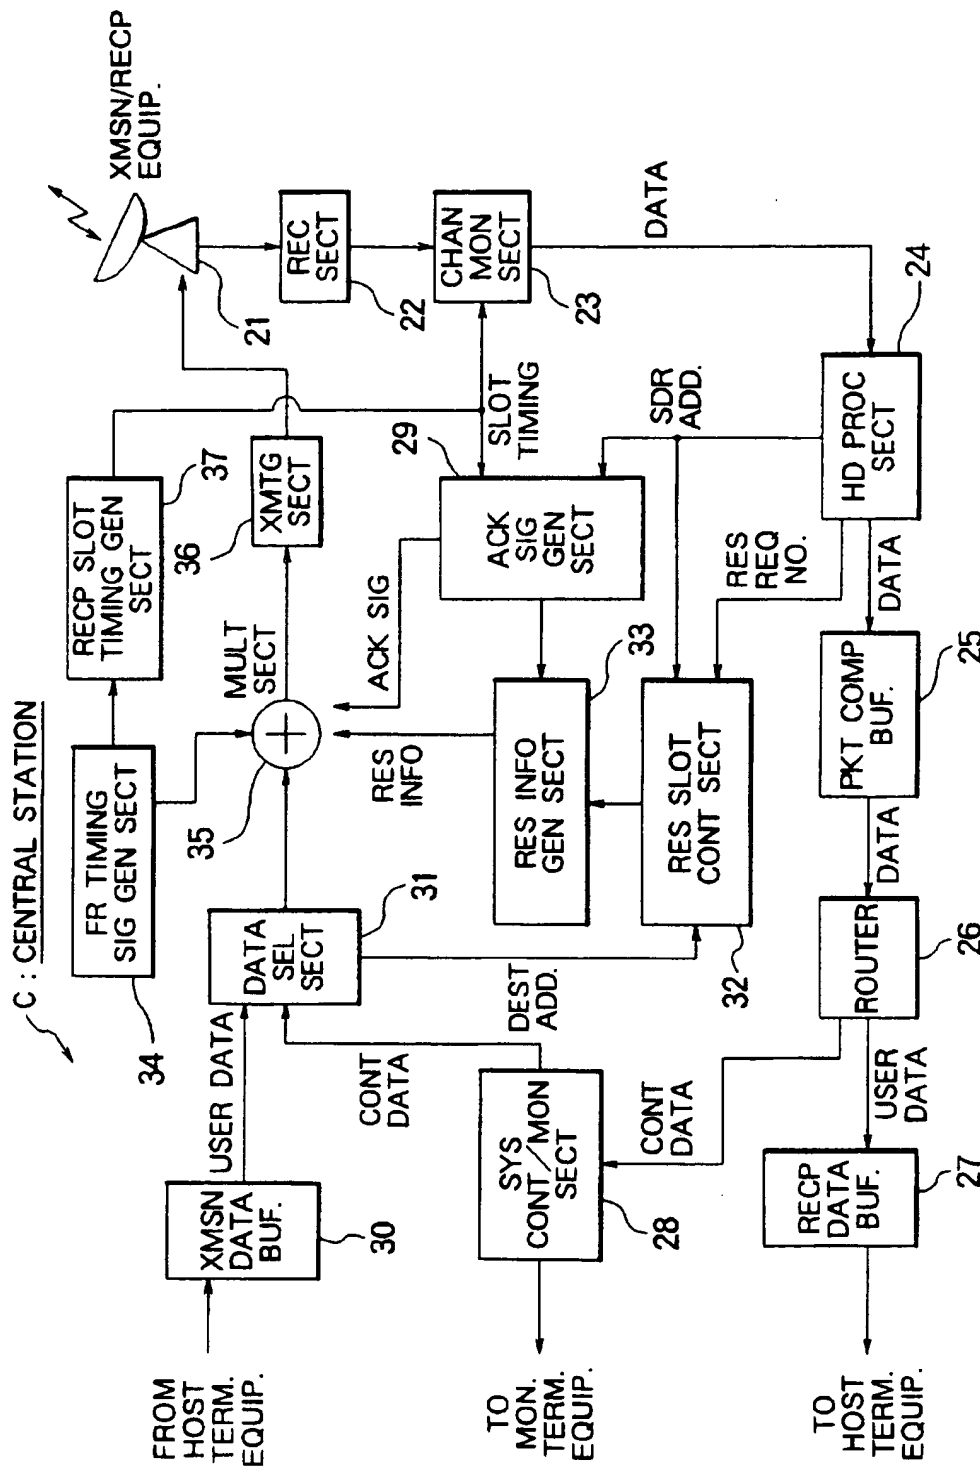 C : CENTRAL STATION
FR TIMING
SIG GEN SECT
34
RECP SLOT
TIMING GEN
SECT
37
XMSN/RECP
EQUIP.
21
FROM
HOST
TERM.
EQUIP.
XMSN
DATA
BUF.
30
USER DATA
DATA
SEL
SECT
31
35
MULT
SECT
XMTG
SECT
36
REC
SECT
22
CONT
DATA
DEST
ADD.
RES
INFO
ACK SIG
SLOT
TIMING
CHAN
MON
SECT
23
TO
MON.
TERM.
EQUIP.
SYS
CONT/MON
SECT
28
RES INFO
GEN SECT
33
ACK
SIG
GEN
SECT
29
RES SLOT
CONT SECT
32
SDR
ADD.
RES
REQ
NO.
DATA
CONT
DATA
TO
HOST
TERM.
EQUIP.
RECP
DATA
BUF.
27
USER
DATA
ROUTER
26
DATA
PKT COMP
BUF.
25
DATA
HD PROC
SECT
24